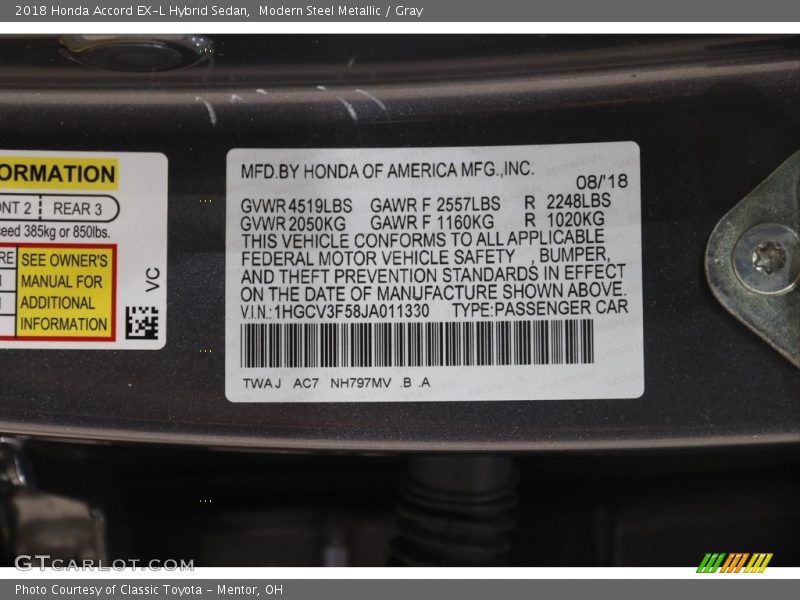 2018 Honda Accord EX-L Hybrid Sedan, Modern Steel Metallic / Gray
ORMATION
NT 2 REAR 3
ceed 385kg or 850lbs.
RE
SEE OWNER'S
MANUAL FOR
ADDITIONAL
INFORMATION
VC
MFD.BY HONDA OF AMERICA MFG.,INC.
08/'18
GVWR 4519LBS GAWR F 2557LBS R 2248LBS
GVWR 2050KG GAWR F 1160KG R 1020KG
THIS VEHICLE CONFORMS TO ALL APPLICABLE
FEDERAL MOTOR VEHICLE SAFETY , BUMPER,
AND THEFT PREVENTION STANDARDS IN EFFECT
ON THE DATE OF MANUFACTURE SHOWN ABOVE.
V.I.N.:1HGCV3F58JA011330 TYPE:PASSENGER CAR
TWAJ AC7 NH797MV .B .A
GTCARLOT.COM
Photo Courtesy of Classic Toyota - Mentor, OH